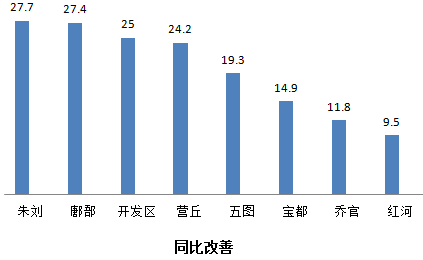 27.7 27.4 25 24.2 19.3 14.9 11.8 9.5
朱刘 鄌郚 开发区 营丘 五图 宝都 乔官 红河
同比改善